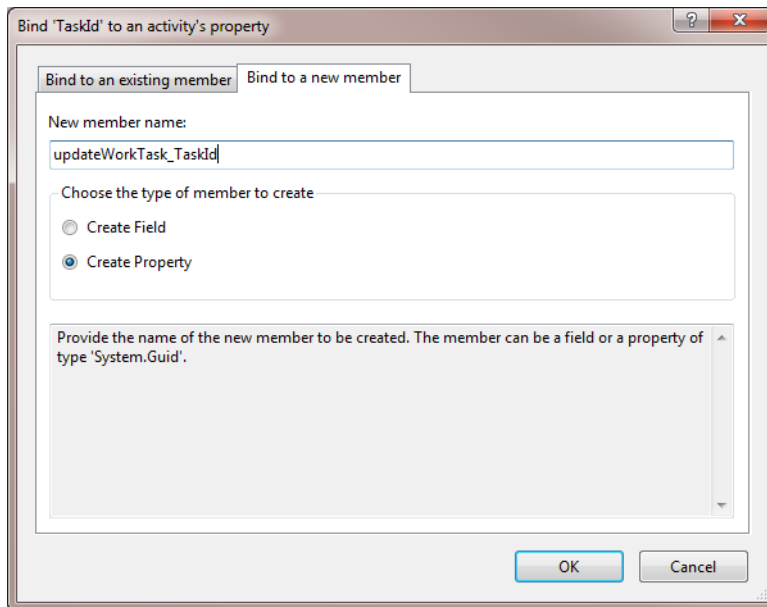 Bind 'TaskId' to an activity's property
Bind to an existing member
Bind to a new member
New member name:
updateWorkTask_TaskId
Choose the type of member to create
Create Field
Create Property
Provide the name of the new member to be created. The member can be a field or a property of
type 'System.Guid'.
OK
Cancel